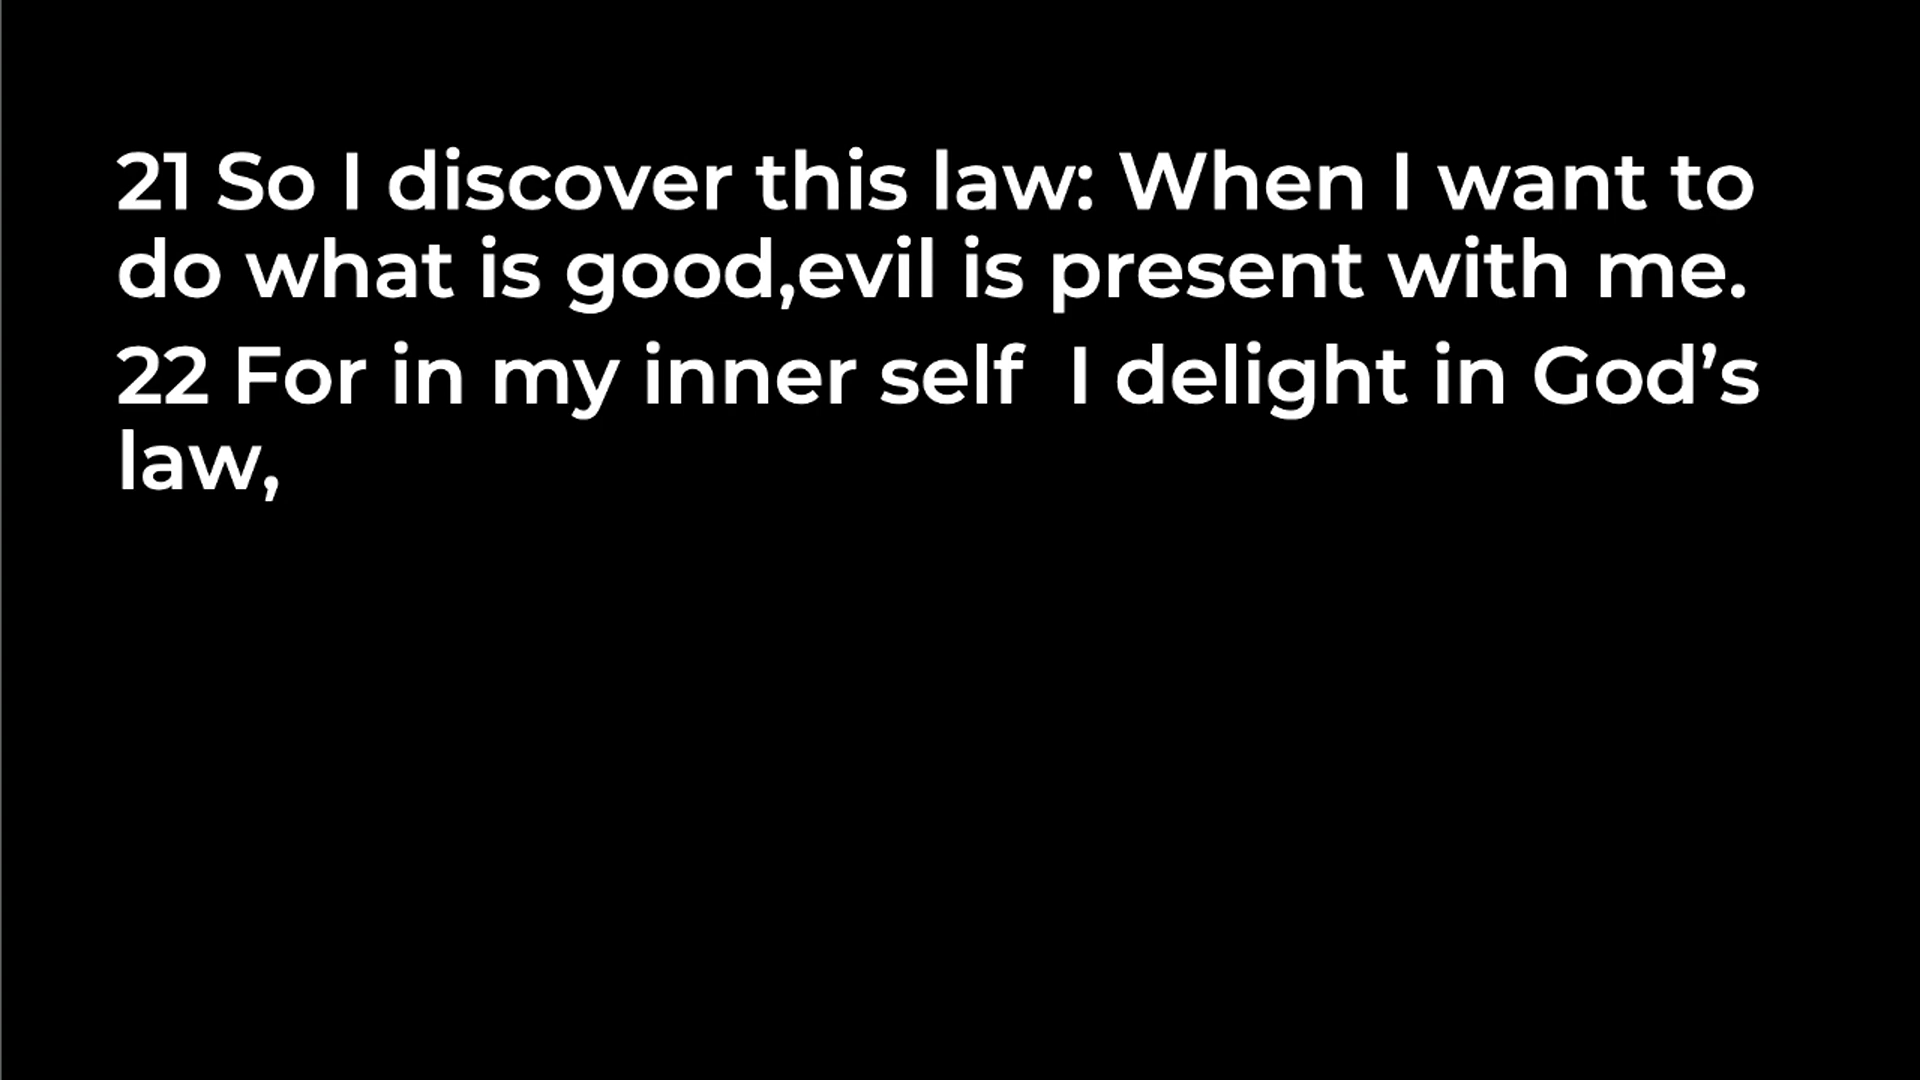 21 So I discover this law: When I want to
do what is good,evil is present with me.
22 For in my inner self  I delight in God’s
law,